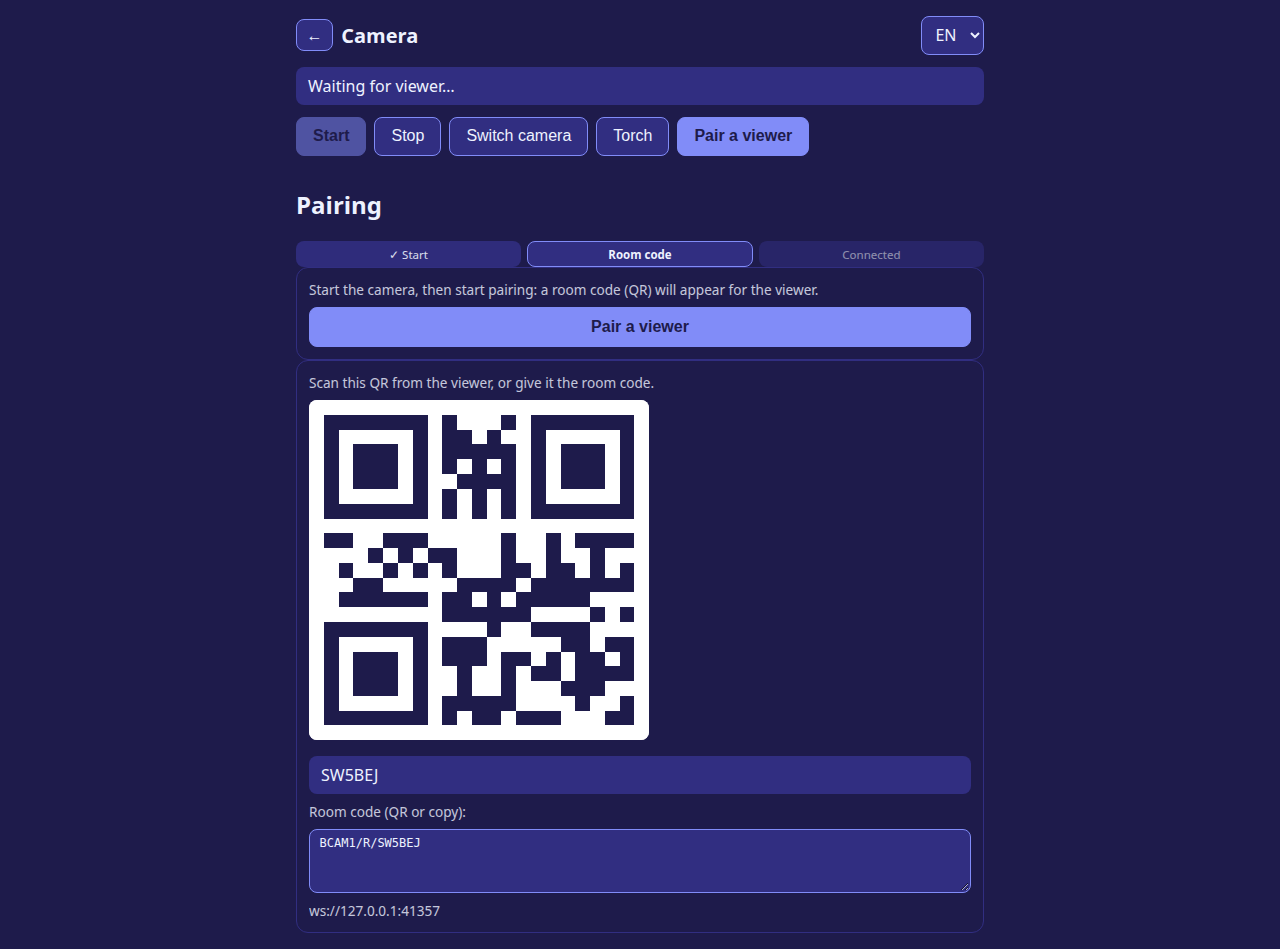 ← Camera EN
Waiting for viewer...
Start Stop Switch camera Torch Pair a viewer
Pairing
✓ Start Room code Connected
Start the camera, then start pairing: a room code (QR) will appear for the viewer.
Pair a viewer
Scan this QR from the viewer, or give it the room code.
SW5BEJ
Room code (QR or copy):
BCAM1/R/SW5BEJ
ws://127.0.0.1:41357